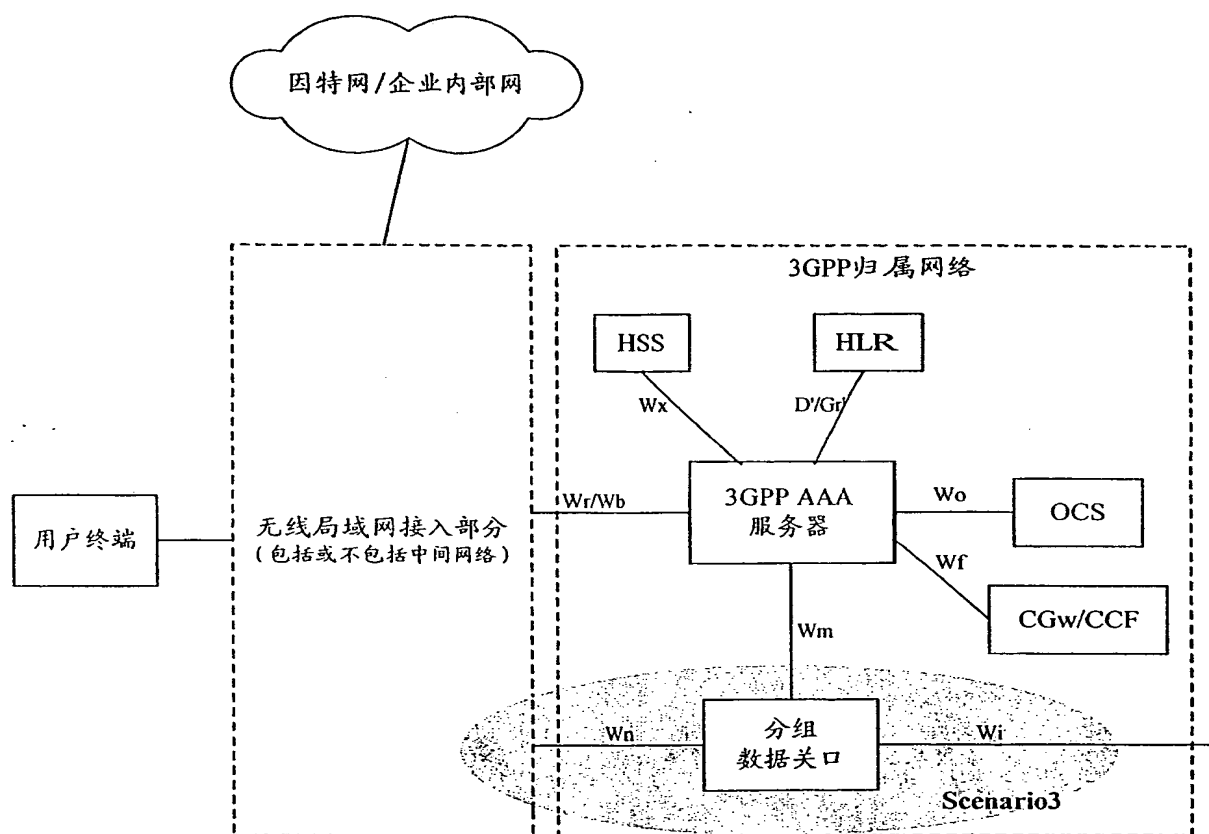 因特网/企业内部网
3GPP归属网络
HSS
HLR
Wx
D'/Gr'
用户终端
无线局域网接入部分
(包括或不包括中间网络)
Wr/Wb
3GPP AAA
服务器
Wo
OCS
Wf
CGw/CCF
Wm
Wn
分组
数据关口
Wi
Scenario3